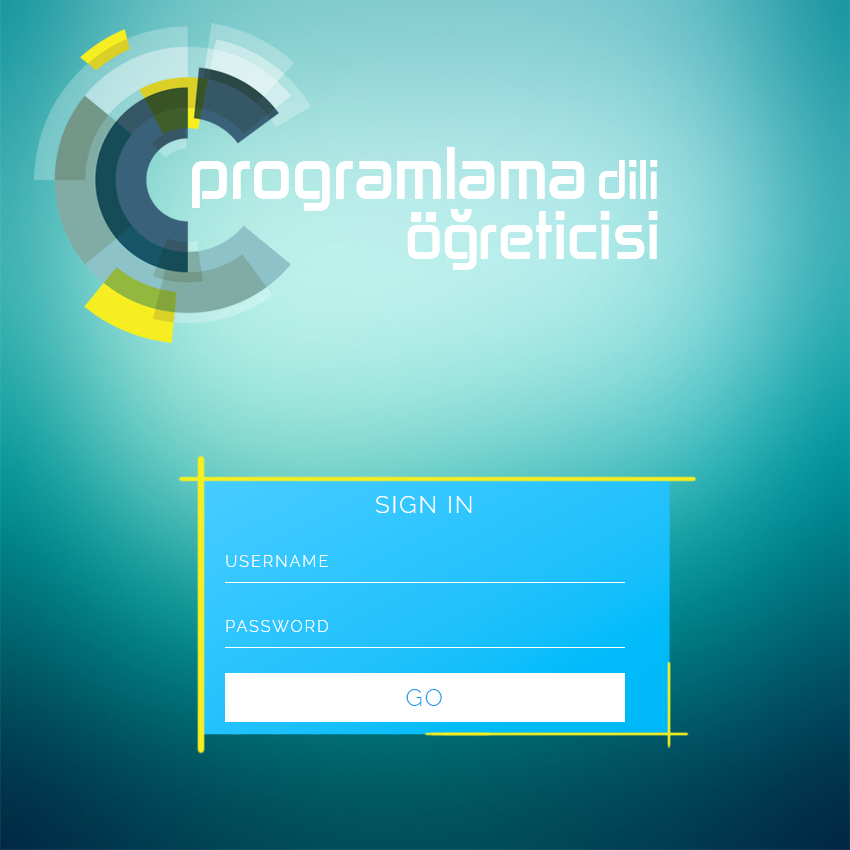 programlama dili
öğreticisi
SIGN IN
USERNAME
PASSWORD
GO